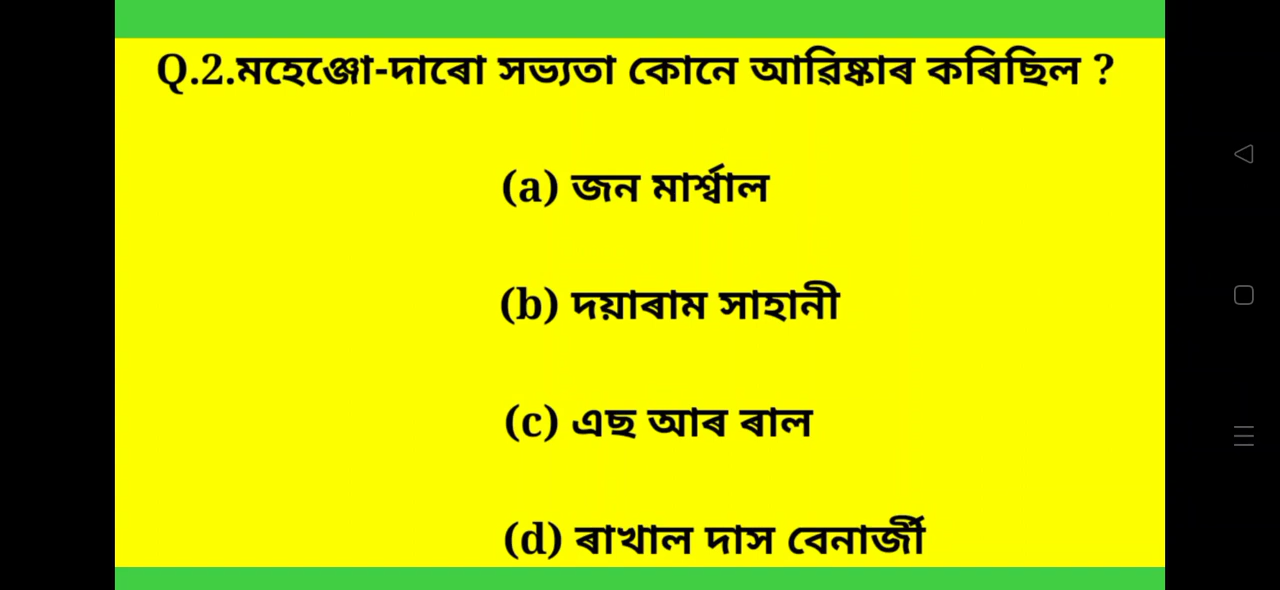 Q.2.মহেঞ্জো-দাৰো সভ্যতা কোনে আৱিষ্কাৰ কৰিছিল ?
(a) জন মাৰ্শ্বাল
(b) দয়াৰাম সাহানী
(c) এছ আৰ ৰাল
(d) ৰাখাল দাস বেনাৰ্জী